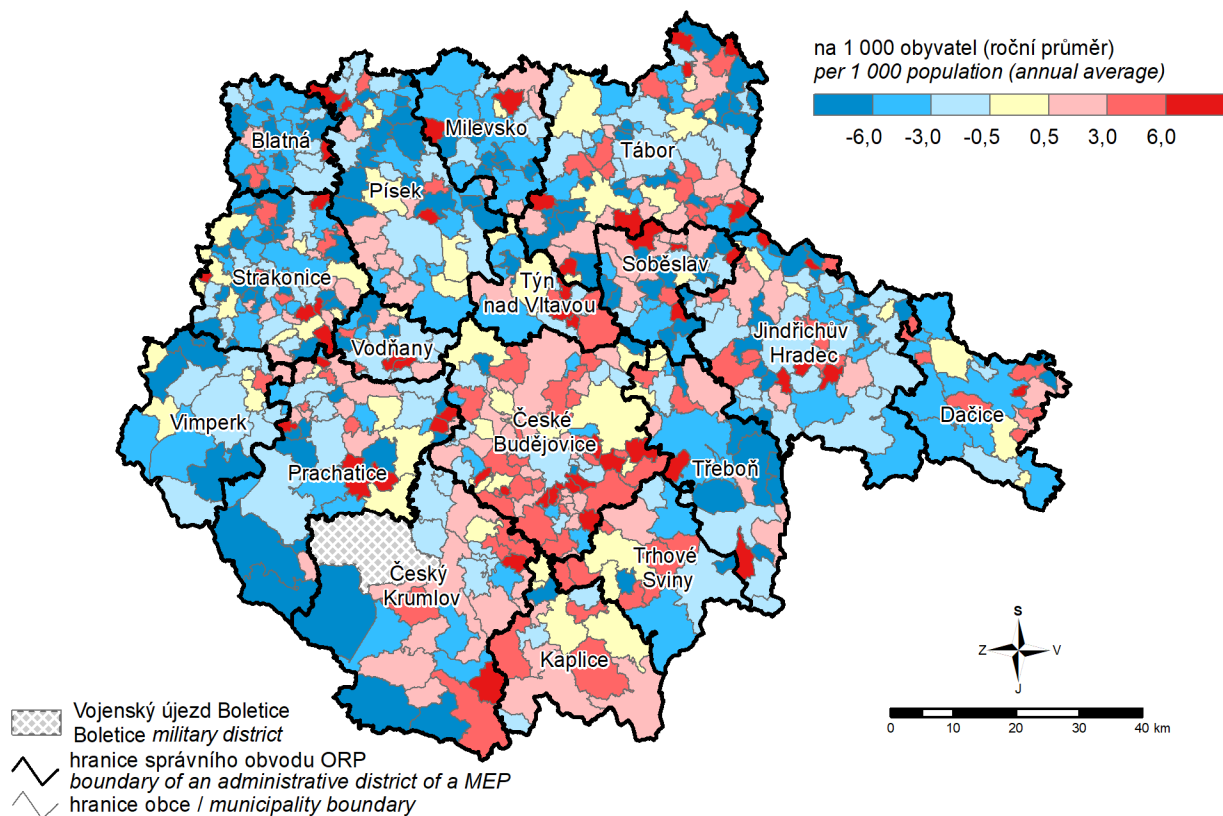 na 1 000 obyvatel (roční průměr)
per 1 000 population (annual average)
-6,0 -3,0 -0,5 0,5 3,0 6,0
Blatná
Milevsko
Tábor
Písek
Strakonice
Soběslav
Týn
nad Vltavou
Vodňany
Jindřichův
Hradec
Vimperk
České
Budějovice
Dačice
Prachatice
Třeboň
Český
Krumlov
Trhové
Sviny
Kaplice
S
Z V
J
0 10 20 30 40 km
Vojenský újezd Boletice
Boletice military district
hranice správního obvodu ORP
boundary of an administrative district of a MEP
hranice obce / municipality boundary